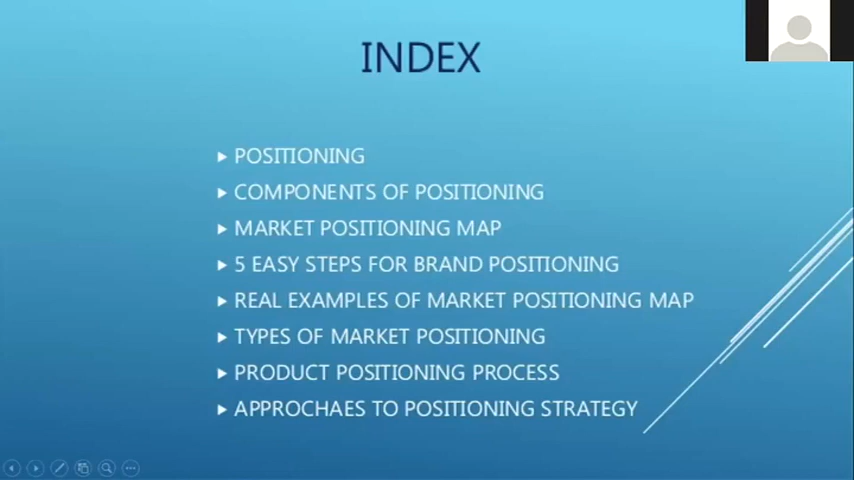 INDEX
POSITIONING
COMPONENTS OF POSITIONING
MARKET POSITIONING MAP
5 EASY STEPS FOR BRAND POSITIONING
REAL EXAMPLES OF MARKET POSITIONING MAP
TYPES OF MARKET POSITIONING
PRODUCT POSITIONING PROCESS
APPROCHAES TO POSITIONING STRATEGY